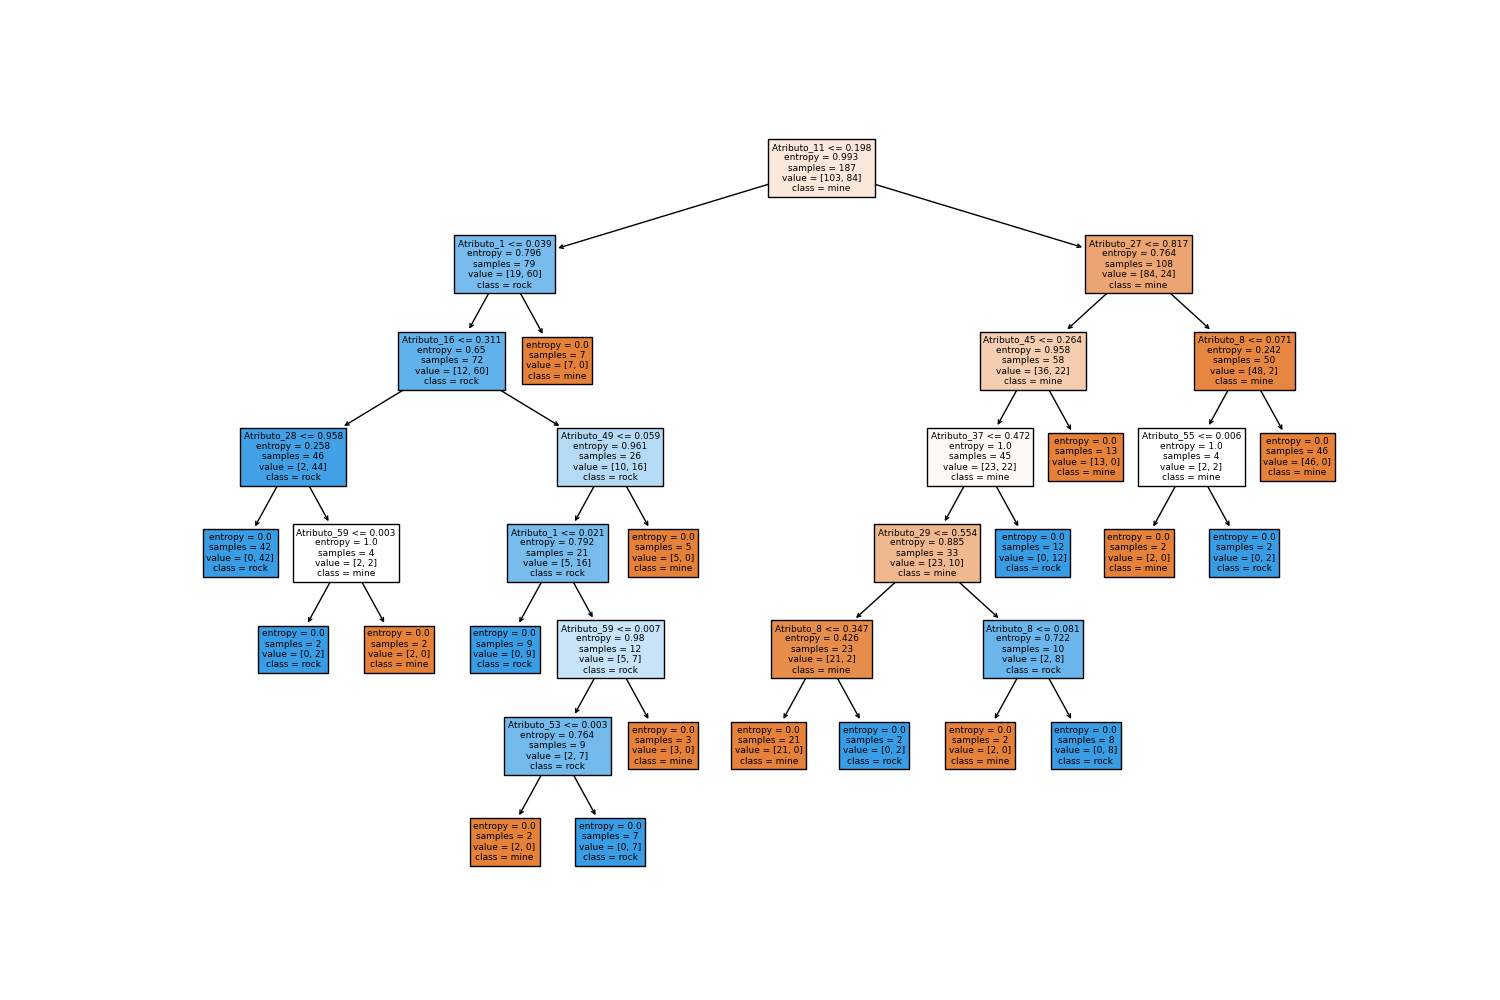 Atributo_11 <= 0.198
entropy = 0.993
samples = 187
value = [103, 84]
class = mine
Atributo_1 <= 0.039
entropy = 0.796
samples = 79
value = [19, 60]
class = rock
Atributo_27 <= 0.817
entropy = 0.764
samples = 108
value = [84, 24]
class = mine
Atributo_16 <= 0.311
entropy = 0.65
samples = 72
value = [12, 60]
class = rock
entropy = 0.0
samples = 7
value = [7, 0]
class = mine
Atributo_45 <= 0.264
entropy = 0.958
samples = 58
value = [36, 22]
class = mine
Atributo_8 <= 0.071
entropy = 0.242
samples = 50
value = [48, 2]
class = mine
Atributo_28 <= 0.958
entropy = 0.258
samples = 46
value = [2, 44]
class = rock
Atributo_49 <= 0.059
entropy = 0.961
samples = 26
value = [10, 16]
class = rock
Atributo_37 <= 0.472
entropy = 1.0
samples = 45
value = [23, 22]
class = mine
entropy = 0.0
samples = 13
value = [13, 0]
class = mine
Atributo_55 <= 0.006
entropy = 1.0
samples = 4
value = [2, 2]
class = mine
entropy = 0.0
samples = 46
value = [46, 0]
class = mine
entropy = 0.0
samples = 42
value = [0, 42]
class = rock
Atributo_59 <= 0.003
entropy = 1.0
samples = 4
value = [2, 2]
class = mine
Atributo_1 <= 0.021
entropy = 0.792
samples = 21
value = [5, 16]
class = rock
entropy = 0.0
samples = 5
value = [5, 0]
class = mine
Atributo_29 <= 0.554
entropy = 0.885
samples = 33
value = [23, 10]
class = mine
entropy = 0.0
samples = 12
value = [0, 12]
class = rock
entropy = 0.0
samples = 2
value = [2, 0]
class = mine
entropy = 0.0
samples = 2
value = [0, 2]
class = rock
entropy = 0.0
samples = 2
value = [0, 2]
class = rock
entropy = 0.0
samples = 2
value = [2, 0]
class = mine
entropy = 0.0
samples = 9
value = [0, 9]
class = rock
Atributo_59 <= 0.007
entropy = 0.98
samples = 12
value = [5, 7]
class = rock
Atributo_8 <= 0.347
entropy = 0.426
samples = 23
value = [21, 2]
class = mine
Atributo_8 <= 0.081
entropy = 0.722
samples = 10
value = [2, 8]
class = rock
Atributo_53 <= 0.003
entropy = 0.764
samples = 9
value = [2, 7]
class = rock
entropy = 0.0
samples = 3
value = [3, 0]
class = mine
entropy = 0.0
samples = 21
value = [21, 0]
class = mine
entropy = 0.0
samples = 2
value = [0, 2]
class = rock
entropy = 0.0
samples = 2
value = [2, 0]
class = mine
entropy = 0.0
samples = 8
value = [0, 8]
class = rock
entropy = 0.0
samples = 2
value = [2, 0]
class = mine
entropy = 0.0
samples = 7
value = [0, 7]
class = rock